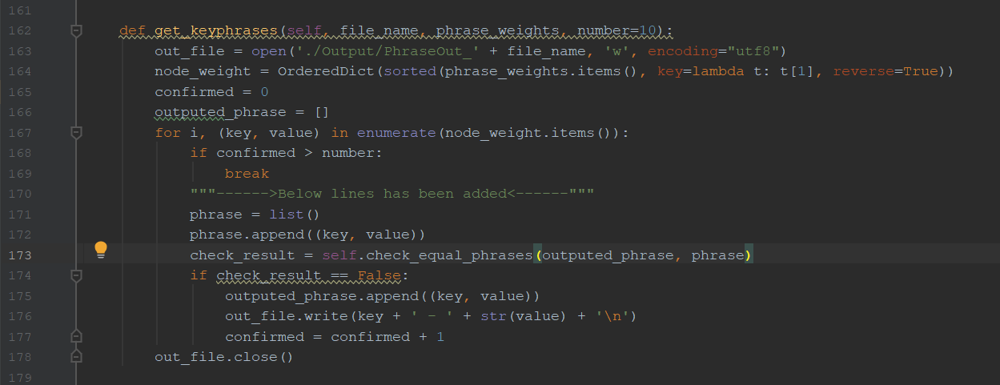 161
162 def get_keyphrases(self, file_name, phrase_weights, number=10):
163 out_file = open('./Output/PhraseOut_' + file_name, 'w', encoding="utf8")
164 node_weight = OrderedDict(sorted(phrase_weights.items(), key=lambda t: t[1], reverse=True))
165 confirmed = 0
166 outputed_phrase = []
167 for i, (key, value) in enumerate(node_weight.items()):
168 if confirmed > number:
169 break
170 """------>Below lines has been added<------"""
171 phrase = list()
172 phrase.append((key, value))
173 check_result = self.check_equal_phrases(outputed_phrase, phrase)
174 if check_result == False:
175 outputed_phrase.append((key, value))
176 out_file.write(key + ' - ' + str(value) + '\n')
177 confirmed = confirmed + 1
178 out_file.close()
179